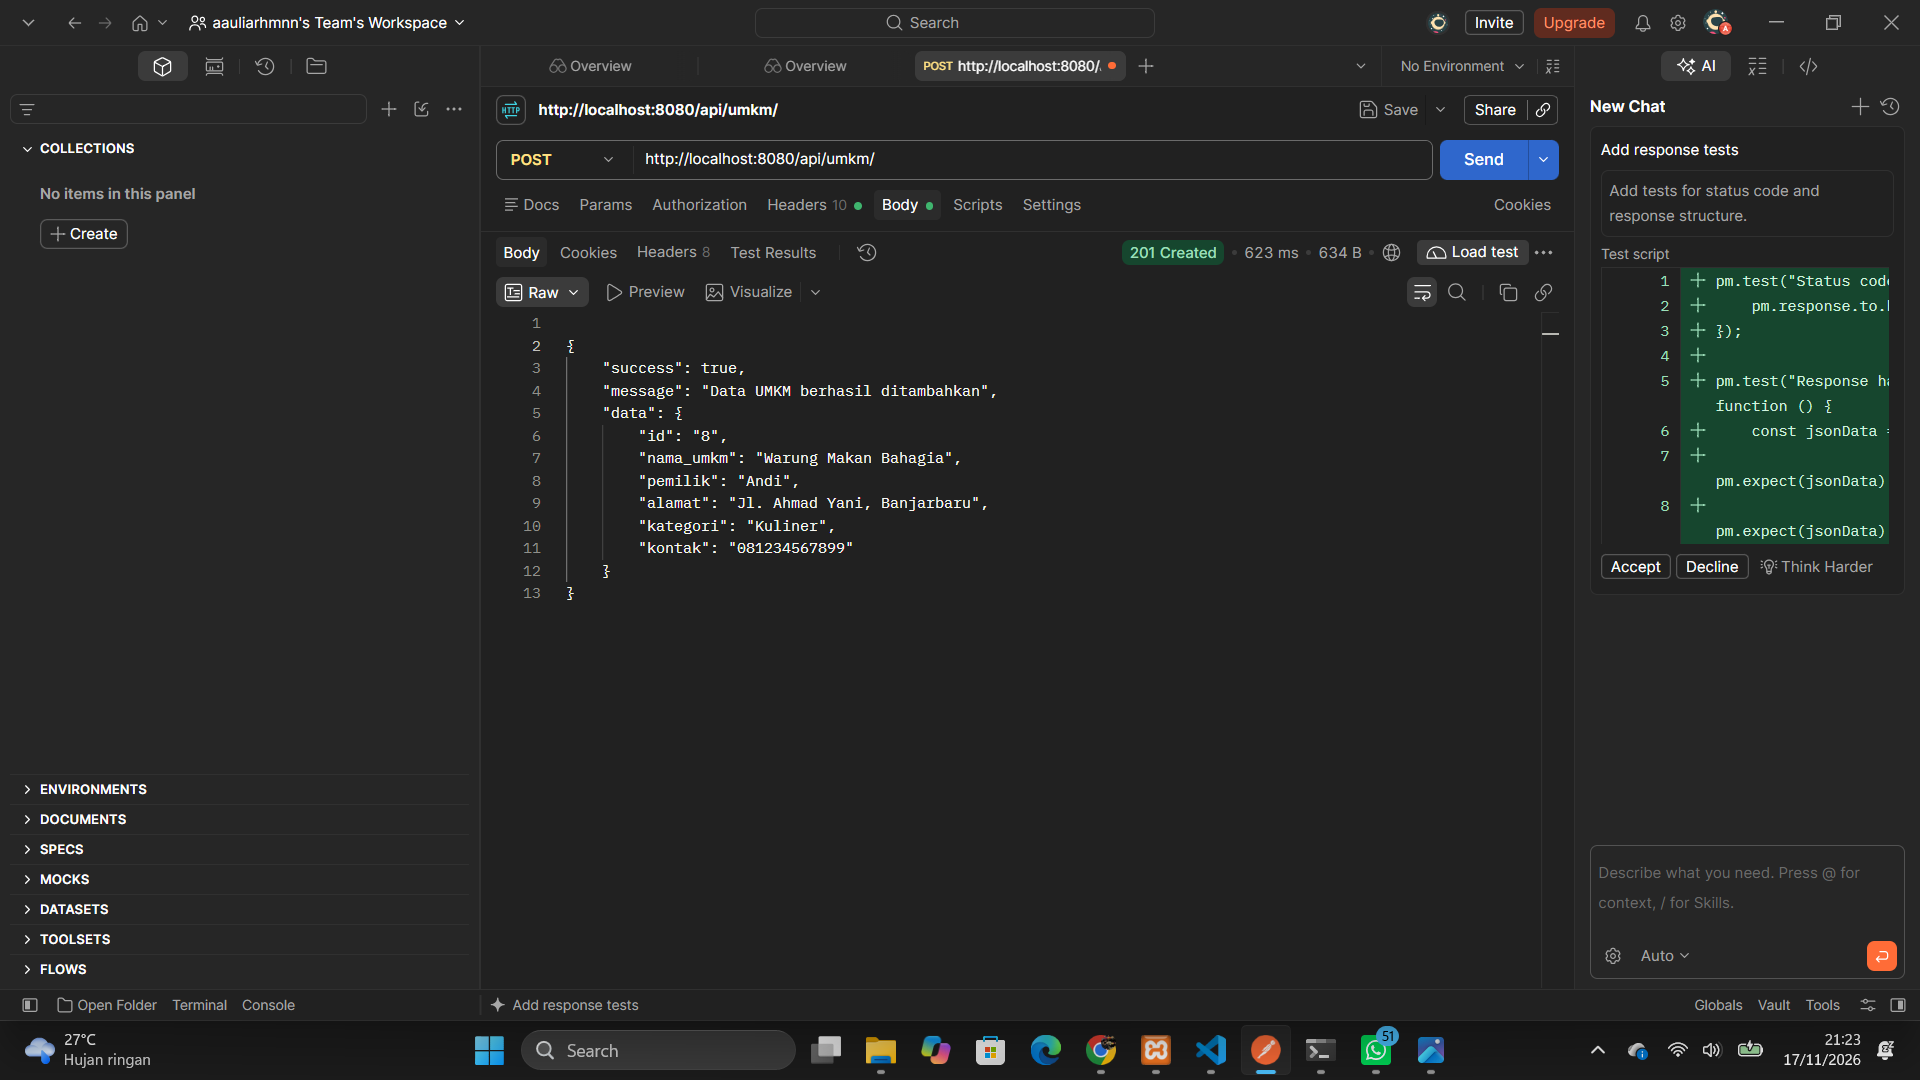 aauliarhmnn's Team's Workspace
Search
Invite
Upgrade
Overview
Overview
POST http://localhost:8080/
No Environment
AI
HTTP
http://localhost:8080/api/umkm/
Save
Share
New Chat
COLLECTIONS
No items in this panel
Create
POST
http://localhost:8080/api/umkm/
Send
Docs
Params
Authorization
Headers 10
Body
Scripts
Settings
Cookies
Body
Cookies
Headers 8
Test Results
201 Created
623 ms
634 B
Load test
Raw
Preview
Visualize
1
2 {
3 "success": true,
4 "message": "Data UMKM berhasil ditambahkan",
5 "data": {
6 "id": "8",
7 "nama_umkm": "Warung Makan Bahagia",
8 "pemilik": "Andi",
9 "alamat": "Jl. Ahmad Yani, Banjarbaru",
10 "kategori": "Kuliner",
11 "kontak": "081234567899"
12 }
13 }
Add response tests
Add tests for status code and
response structure.
Test script
1 + pm.test("Status code
2 + pm.response.to.
3 + });
4 +
5 + pm.test("Response ha
function () {
6 + const jsonData =
7 +
pm.expect(jsonData)
8 +
pm.expect(jsonData)
Accept
Decline
Think Harder
ENVIRONMENTS
DOCUMENTS
SPECS
MOCKS
DATASETS
TOOLSETS
FLOWS
Describe what you need. Press @ for
context, / for Skills.
Auto
Open Folder
Terminal
Console
Add response tests
Globals
Vault
Tools
27°C
Hujan ringan
Search
51
21:23
17/11/2026